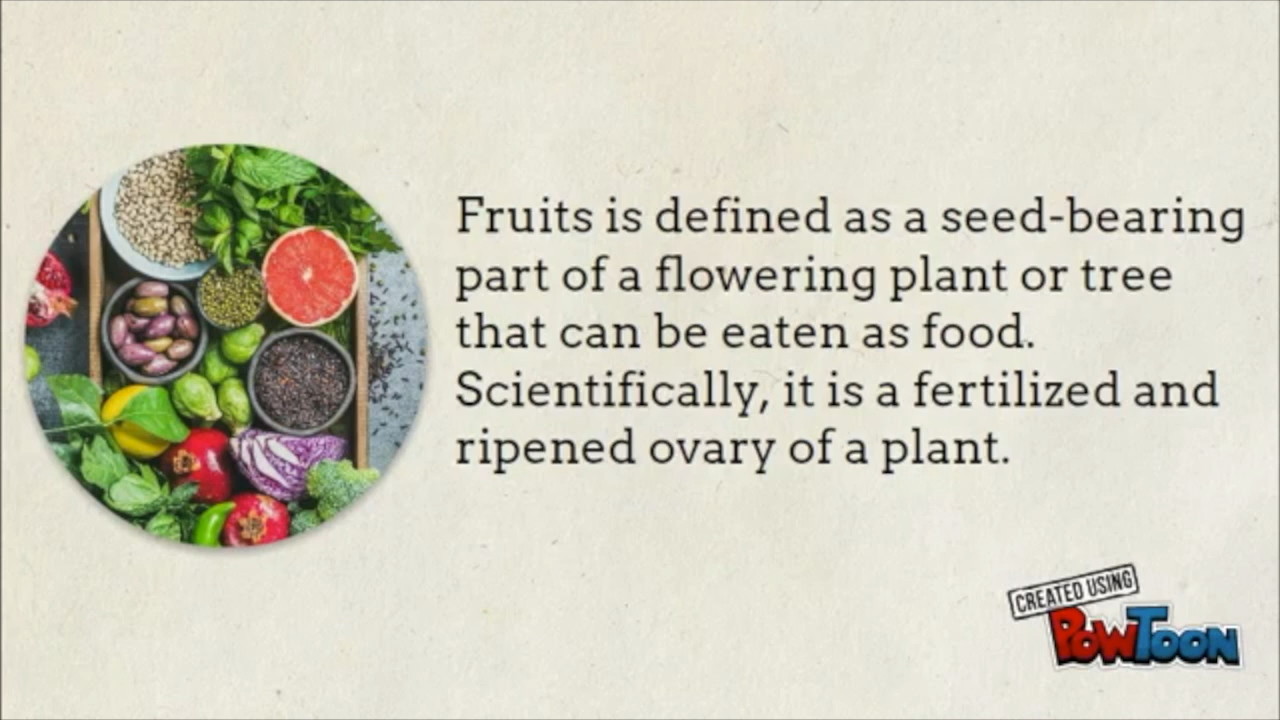 Fruits is defined as a seed-bearing
part of a flowering plant or tree
that can be eaten as food.
Scientifically, it is a fertilized and
ripened ovary of a plant.
CREATED USING
POWTOON